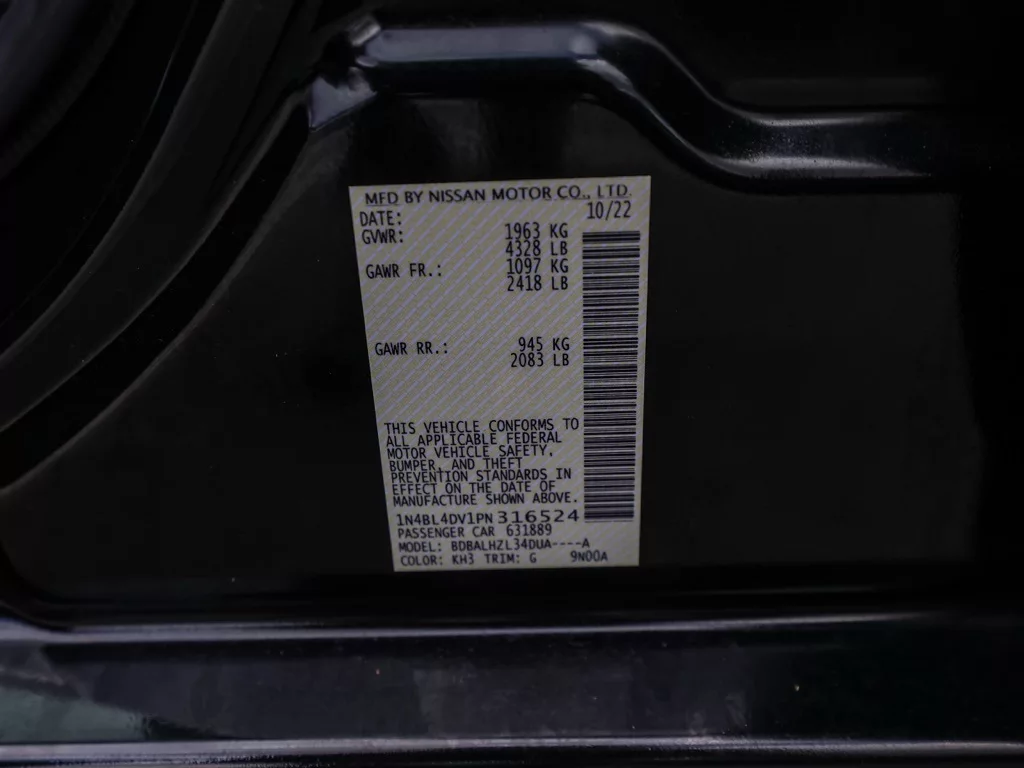 MFD BY NISSAN MOTOR CO., LTD.
DATE: 10/22
GVWR: 1963 KG
4328 LB
GAWR FR.: 1097 KG
2418 LB
GAWR RR.: 945 KG
2083 LB
THIS VEHICLE CONFORMS TO
ALL APPLICABLE FEDERAL
MOTOR VEHICLE SAFETY,
BUMPER, AND THEFT
PREVENTION STANDARDS IN
EFFECT ON THE DATE OF
MANUFACTURE SHOWN ABOVE.
1N4BL4DV1PN316524
PASSENGER CAR 631889
MODEL: BDBALHZL34DUA----A
COLOR: KH3 TRIM: G 9N00A